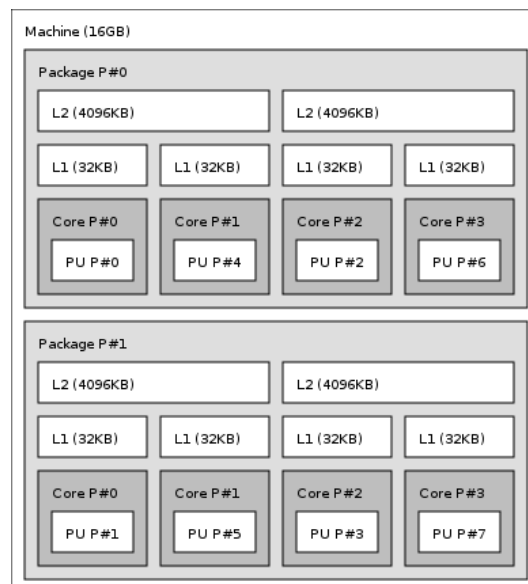 Machine (16GB)
Package P#0
L2 (4096KB) L2 (4096KB)
L1 (32KB) L1 (32KB) L1 (32KB) L1 (32KB)
Core P#0 Core P#1 Core P#2 Core P#3
PU P#0 PU P#4 PU P#2 PU P#6
Package P#1
L2 (4096KB) L2 (4096KB)
L1 (32KB) L1 (32KB) L1 (32KB) L1 (32KB)
Core P#0 Core P#1 Core P#2 Core P#3
PU P#1 PU P#5 PU P#3 PU P#7